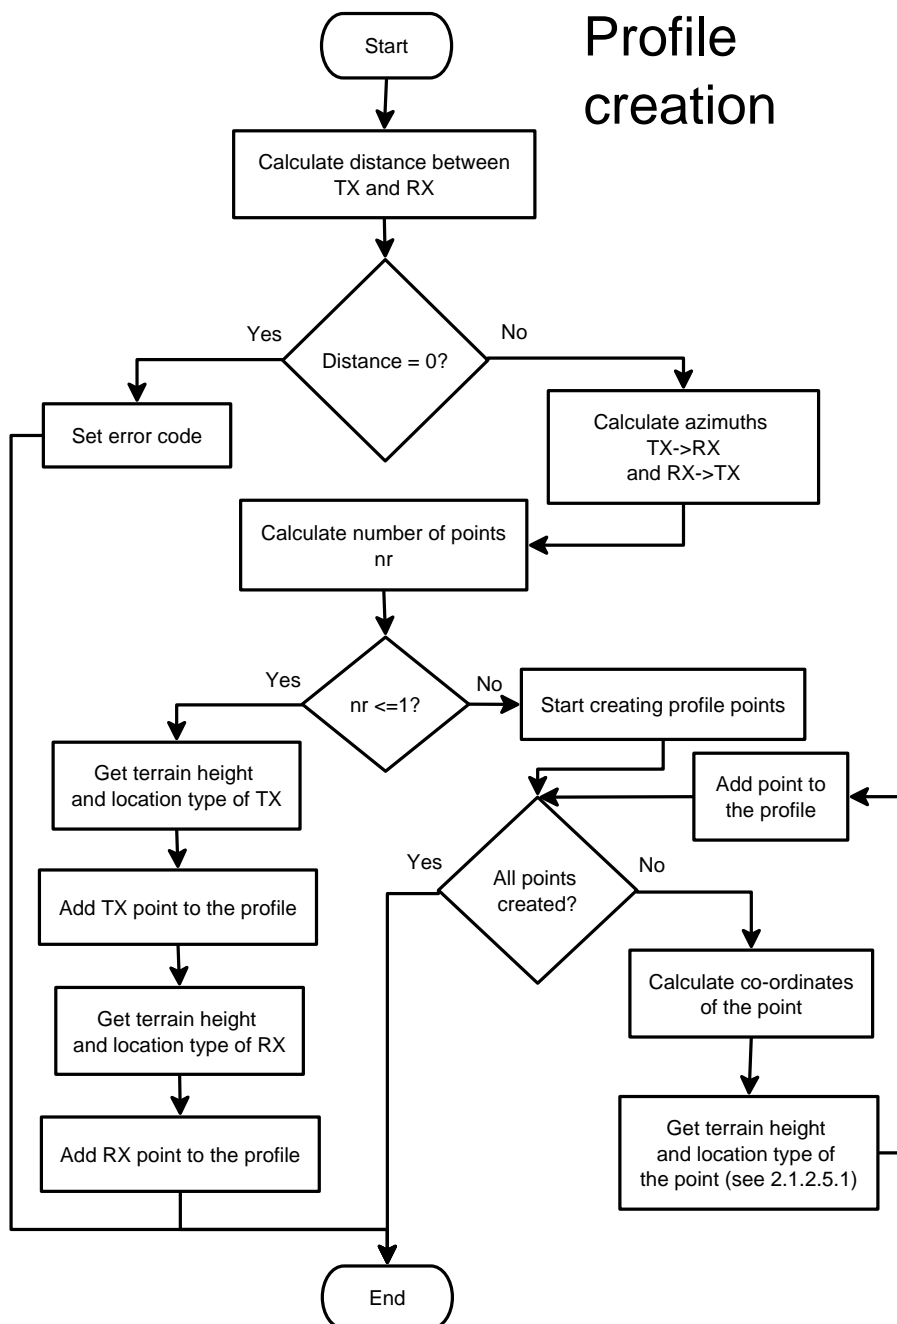 Profile
creation
Start
Calculate distance between
TX and RX
Yes
No
Distance = 0?
Set error code
Calculate azimuths
TX->RX
and RX->TX
Calculate number of points
nr
Yes
No
nr <=1?
Start creating profile points
Get terrain height
and location type of TX
Add point to
the profile
Yes
No
All points
created?
Add TX point to the profile
Calculate co-ordinates
of the point
Get terrain height
and location type of RX
Get terrain height
and location type of
the point (see 2.1.2.5.1)
Add RX point to the profile
End